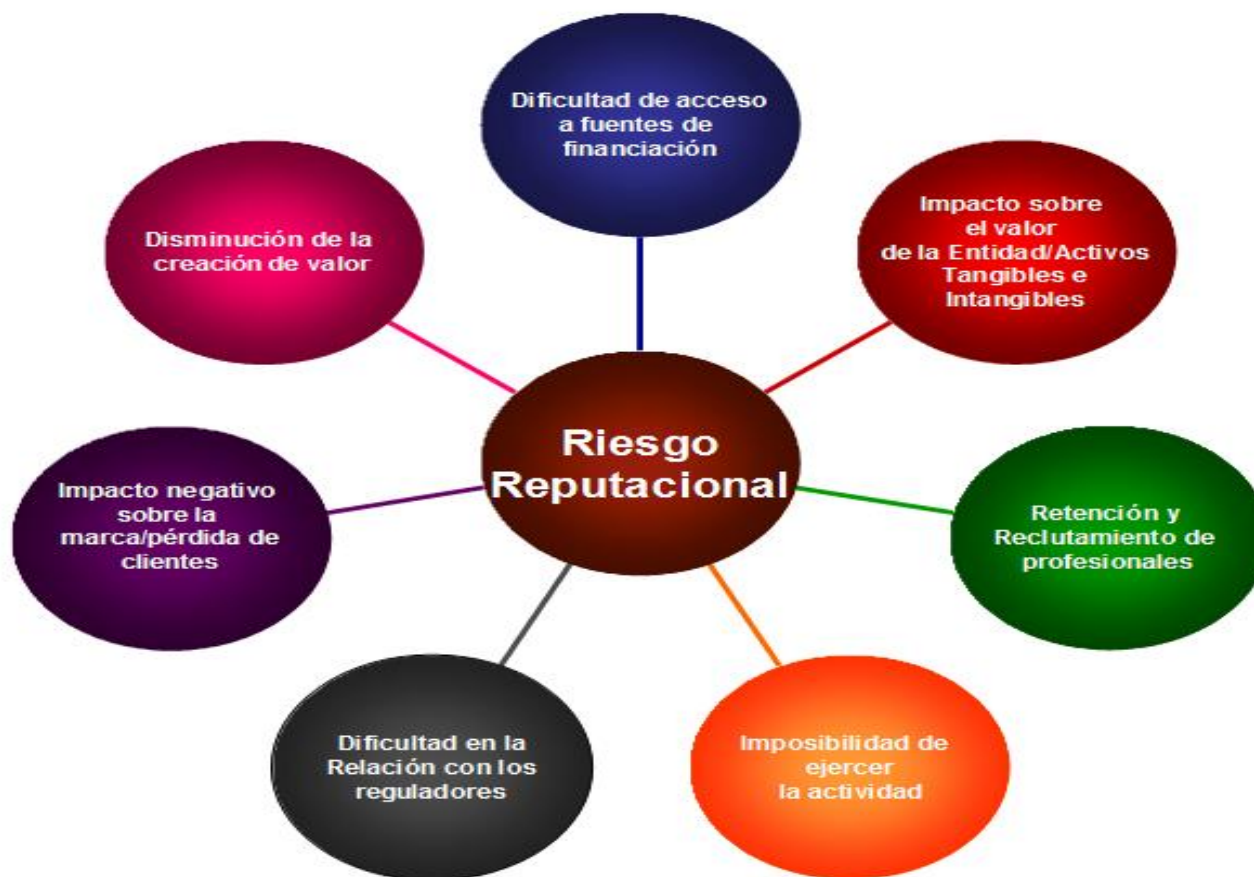 Dificultad de acceso
a fuentes de
financiación
Impacto sobre
el valor
de la Entidad/Activos
Tangibles e
Intangibles
Disminución de la
creación de valor
Riesgo
Reputacional
Retención y
Reclutamiento de
profesionales
Impacto negativo
sobre la
marca/pérdida de
clientes
Dificultad en la
Relación con los
reguladores
Imposibilidad de
ejercer
la actividad